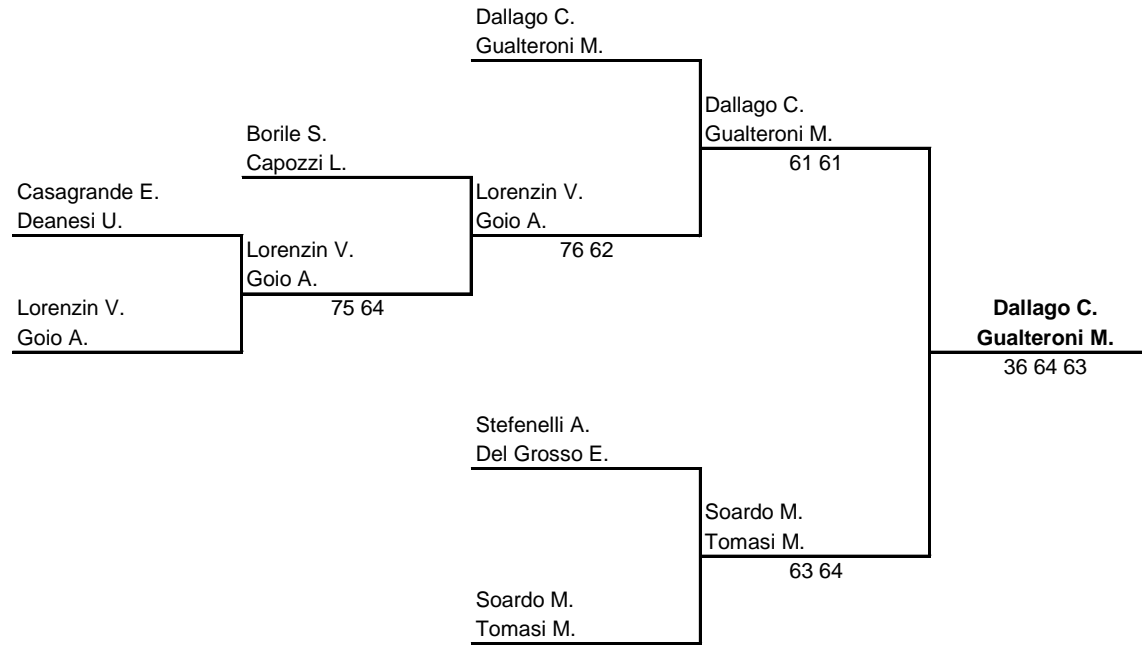 Dallago C.
Gualteroni M.
Dallago C.
Gualteroni M.
61 61
Borile S.
Capozzi L.
Casagrande E.
Deanesi U.
Lorenzin V.
Goio A.
76 62
Lorenzin V.
Goio A.
75 64
Lorenzin V.
Goio A.
Dallago C.
Gualteroni M.
36 64 63
Stefenelli A.
Del Grosso E.
Soardo M.
Tomasi M.
63 64
Soardo M.
Tomasi M.